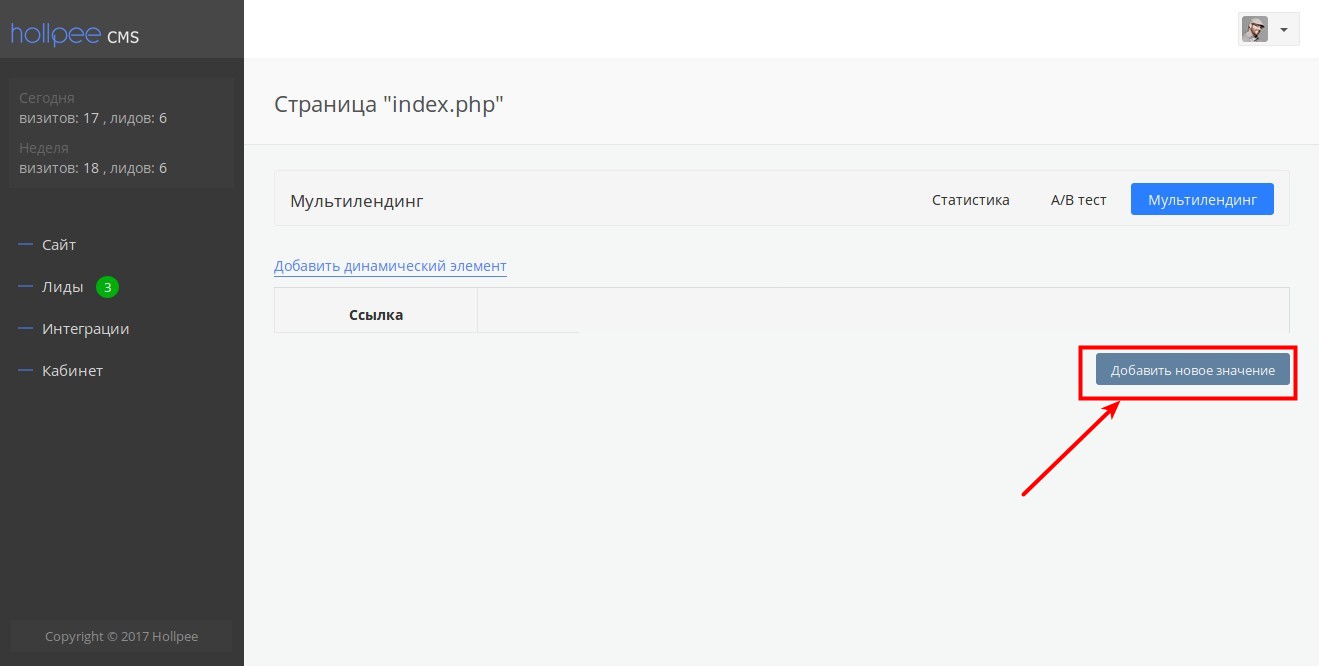 hollpee CMS
Сегодня
визитов: 17 , лидов: 6
Неделя
визитов: 18 , лидов: 6
Сайт
Лиды 3
Интеграции
Кабинет
Copyright © 2017 Hollpee
Страница "index.php"
Мультилендинг
Статистика
A/B тест
Мультилендинг
Добавить динамический элемент
Ссылка
Добавить новое значение